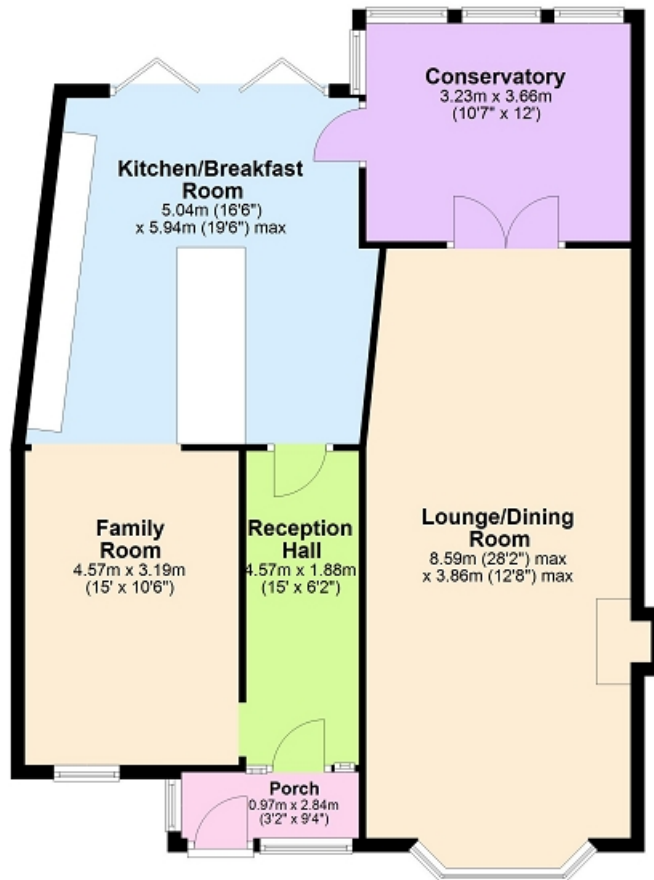 Conservatory
3.23m x 3.66m
(10'7" x 12')
Kitchen/Breakfast
Room
5.04m (16'6")
x 5.94m (19'6") max
Family
Room
4.57m x 3.19m
(15' x 10'6")
Reception
Hall
4.57m x 1.88m
(15' x 6'2")
Lounge/Dining
Room
8.59m (28'2") max
x 3.86m (12'8") max
Porch
0.97m x 2.84m
(3'2" x 9'4")